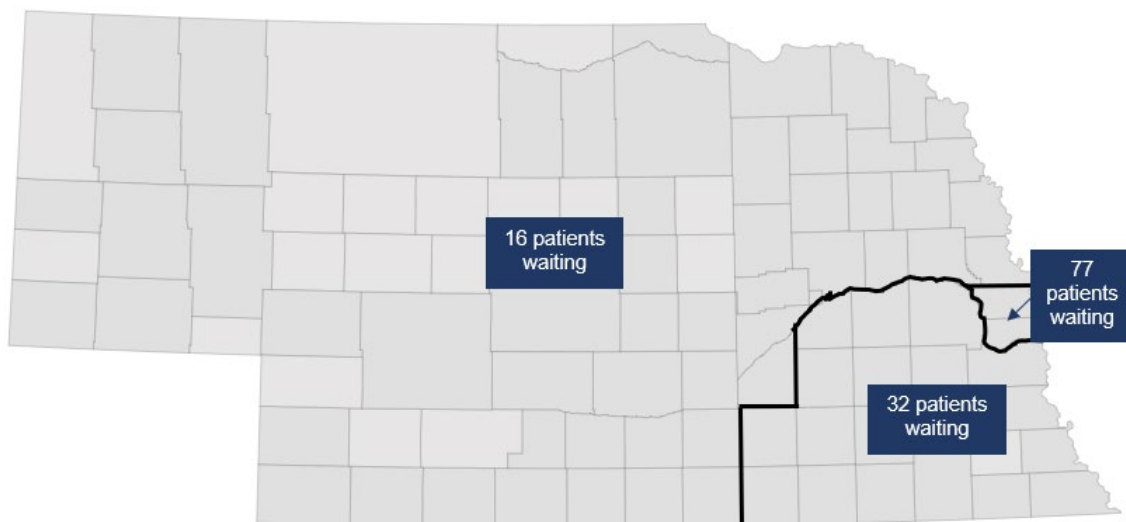 16 patients
waiting
77
patients
waiting
32 patients
waiting